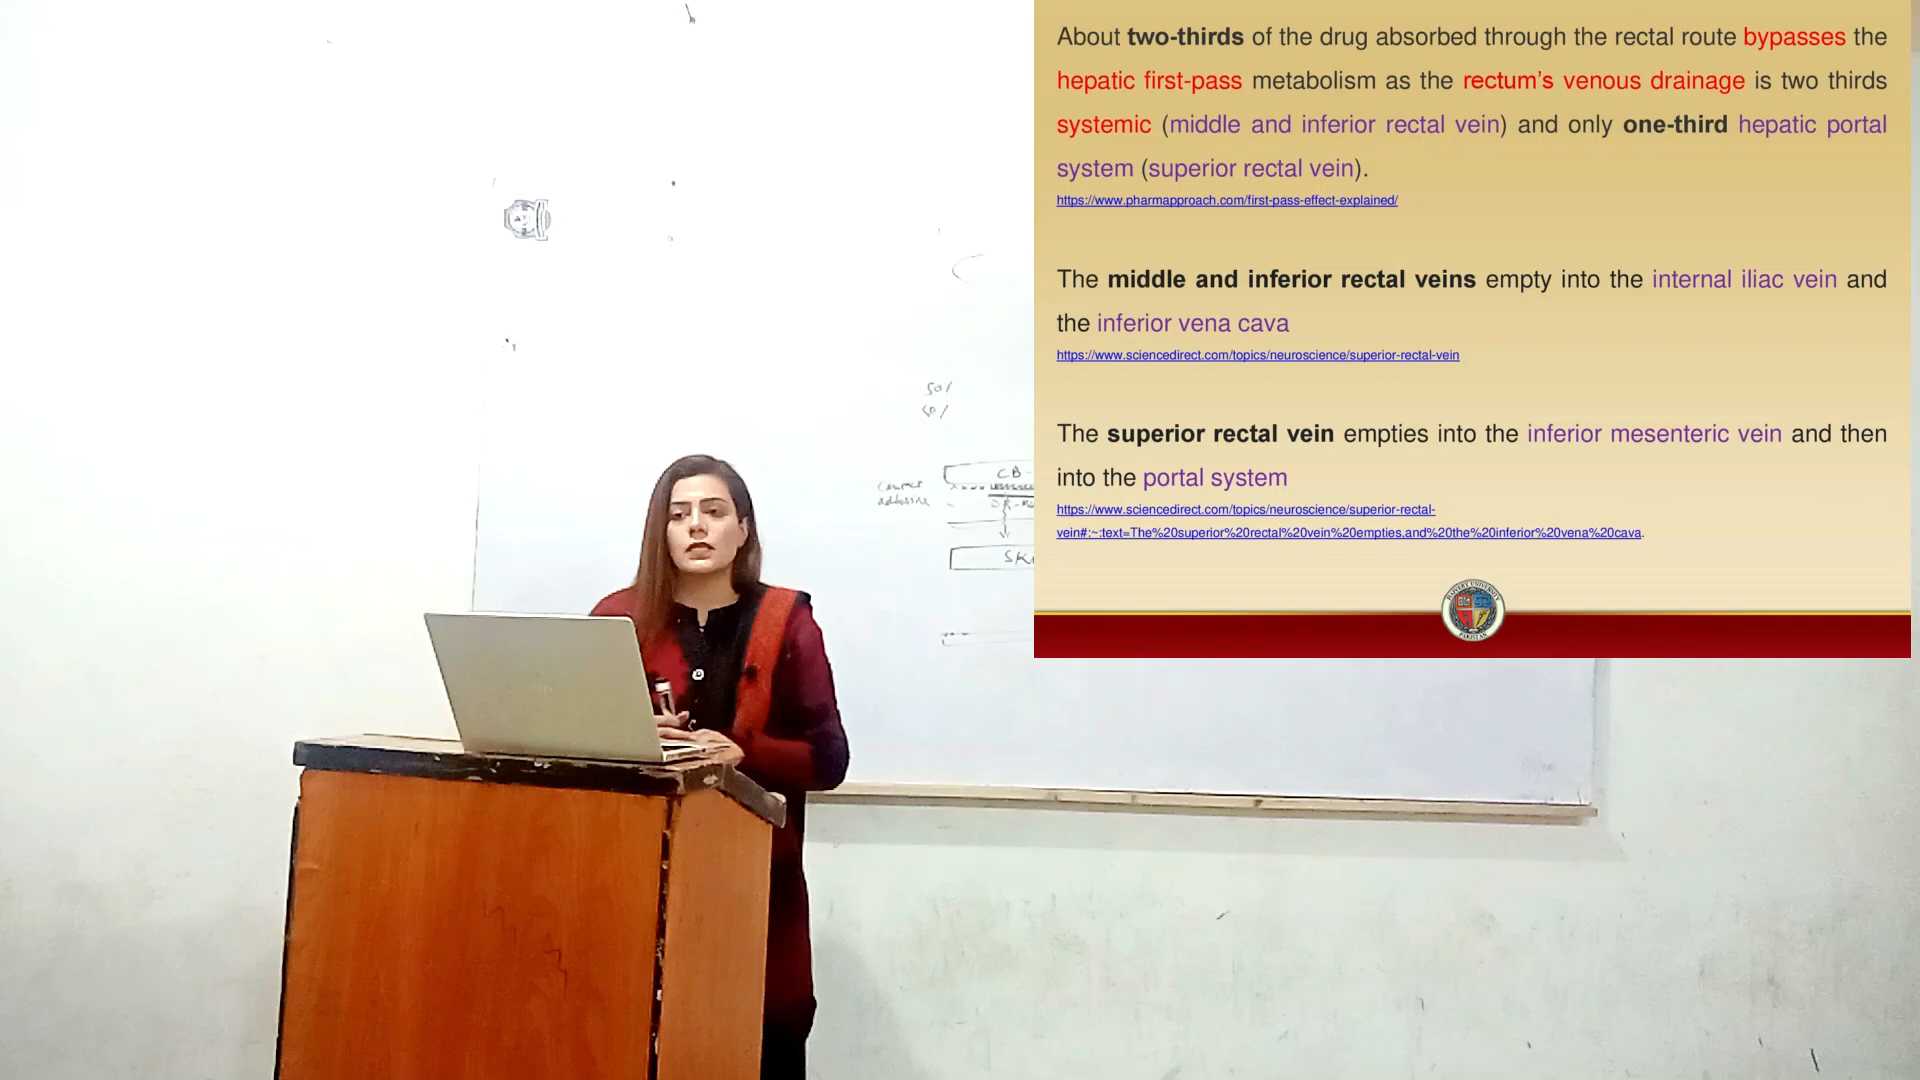 About two-thirds of the drug absorbed through the rectal route bypasses the
hepatic first-pass metabolism as the rectum's venous drainage is two thirds
systemic (middle and inferior rectal vein) and only one-third hepatic portal
system (superior rectal vein).
https://www.pharmapproach.com/first-pass-effect-explained/
The middle and inferior rectal veins empty into the internal iliac vein and
the inferior vena cava
https://www.sciencedirect.com/topics/neuroscience/superior-rectal-vein
The superior rectal vein empties into the inferior mesenteric vein and then
into the portal system
https://www.sciencedirect.com/topics/neuroscience/superior-rectal-
vein#:~:text=The%20superior%20rectal%20vein%20empties,and%20the%20inferior%20vena%20cava.
PAKISTAN
50/
CB-
SK